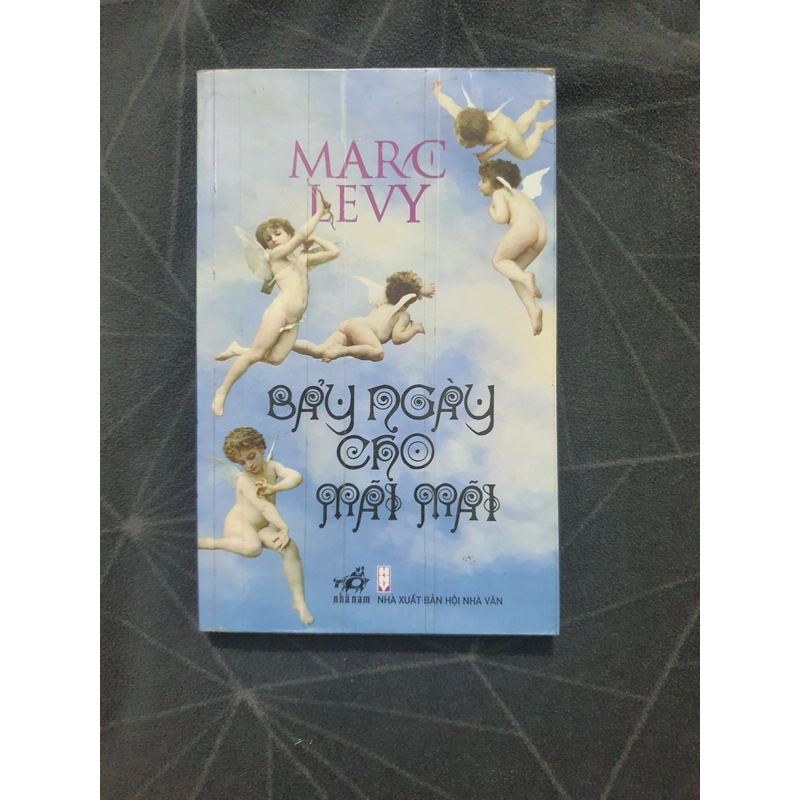 MARC
LEVY
BẢY NGÀY
CHO
MÃI MÃI
nhã nam NHÀ XUẤT BẢN HỘI NHÀ VĂN